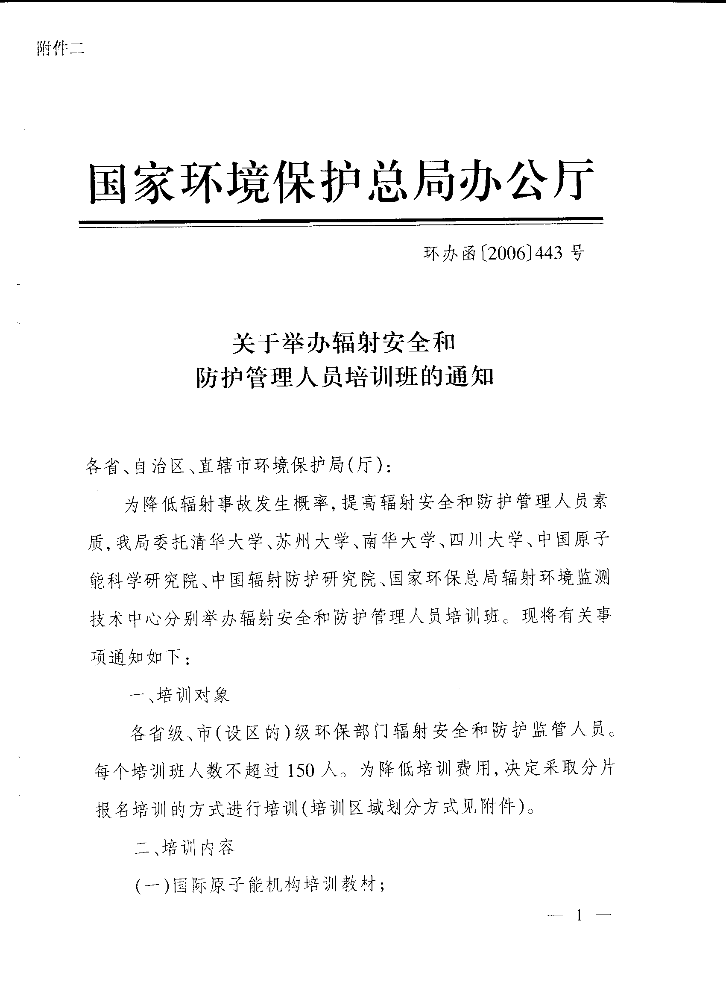 附件二
国家环境保护总局办公厅
环办函〔2006〕443 号
关于举办辐射安全和
防护管理人员培训班的通知
各省、自治区、直辖市环境保护局(厅):
为降低辐射事故发生概率,提高辐射安全和防护管理人员素
质,我局委托清华大学、苏州大学、南华大学、四川大学、中国原子
能科学研究院、中国辐射防护研究院、国家环保总局辐射环境监测
技术中心分别举办辐射安全和防护管理人员培训班。现将有关事
项通知如下:
一、培训对象
各省级、市(设区的)级环保部门辐射安全和防护监管人员。
每个培训班人数不超过 150 人。为降低培训费用,决定采取分片
报名培训的方式进行培训(培训区域划分方式见附件)。
二、培训内容
(一)国际原子能机构培训教材;
— 1 —